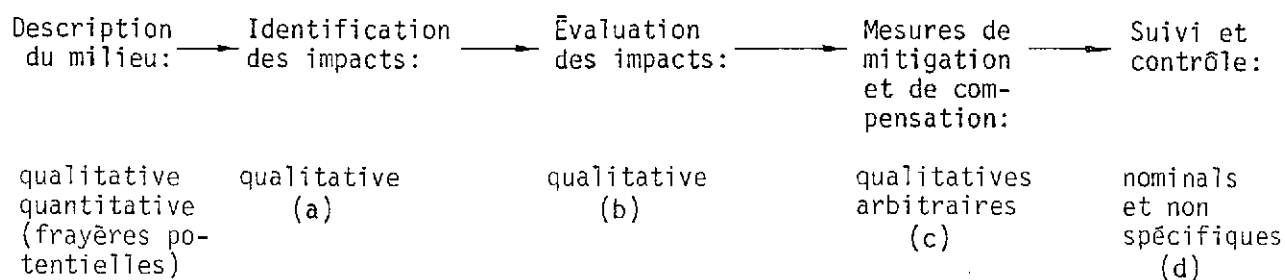 Description
du milieu:
Identification
des impacts:
Évaluation
des impacts:
Mesures de
mitigation
et de com-
pensation:
Suivi et
contrôle:
qualitative
quantitative
(frayères po-
tentielles)
qualitative
(a)
qualitative
(b)
qualitatives
arbitraires
(c)
nominals
et non
spécifiques
(d)